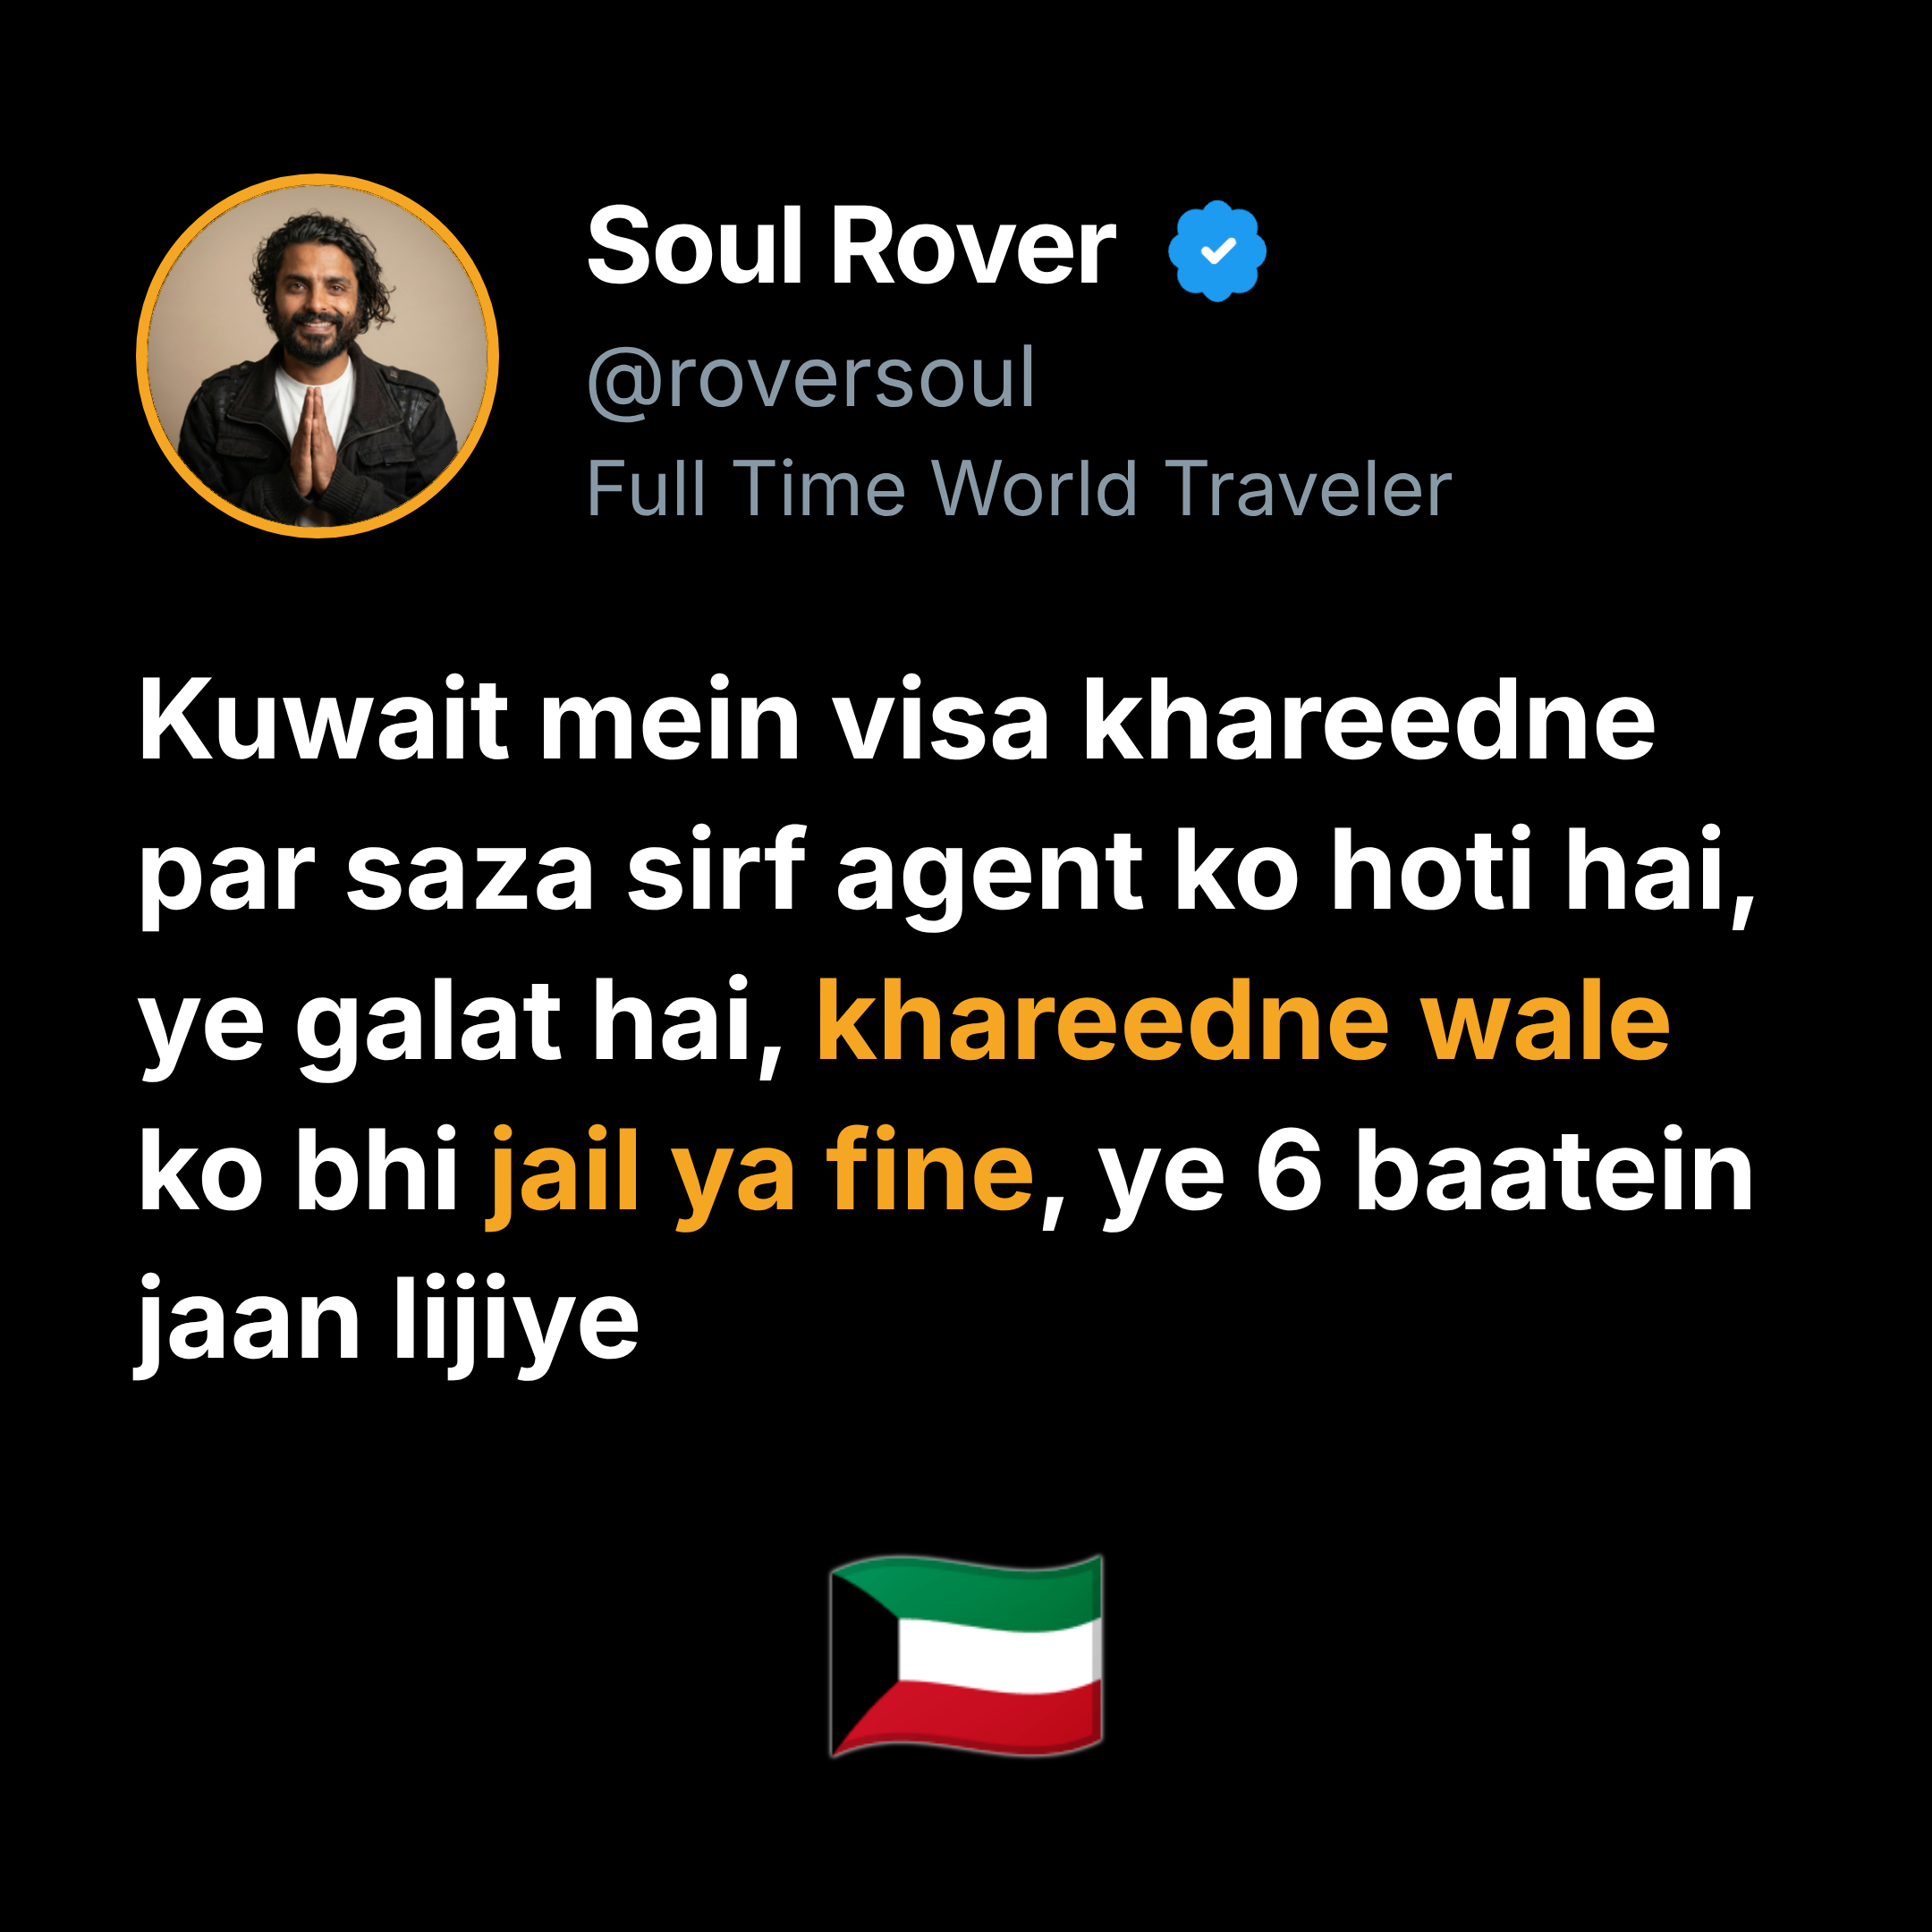 Soul Rover
@roversoul
Full Time World Traveler
Kuwait mein visa khareedne
par saza sirf agent ko hoti hai,
ye galat hai, khareedne wale
ko bhi jail ya fine, ye 6 baatein
jaan lijiye